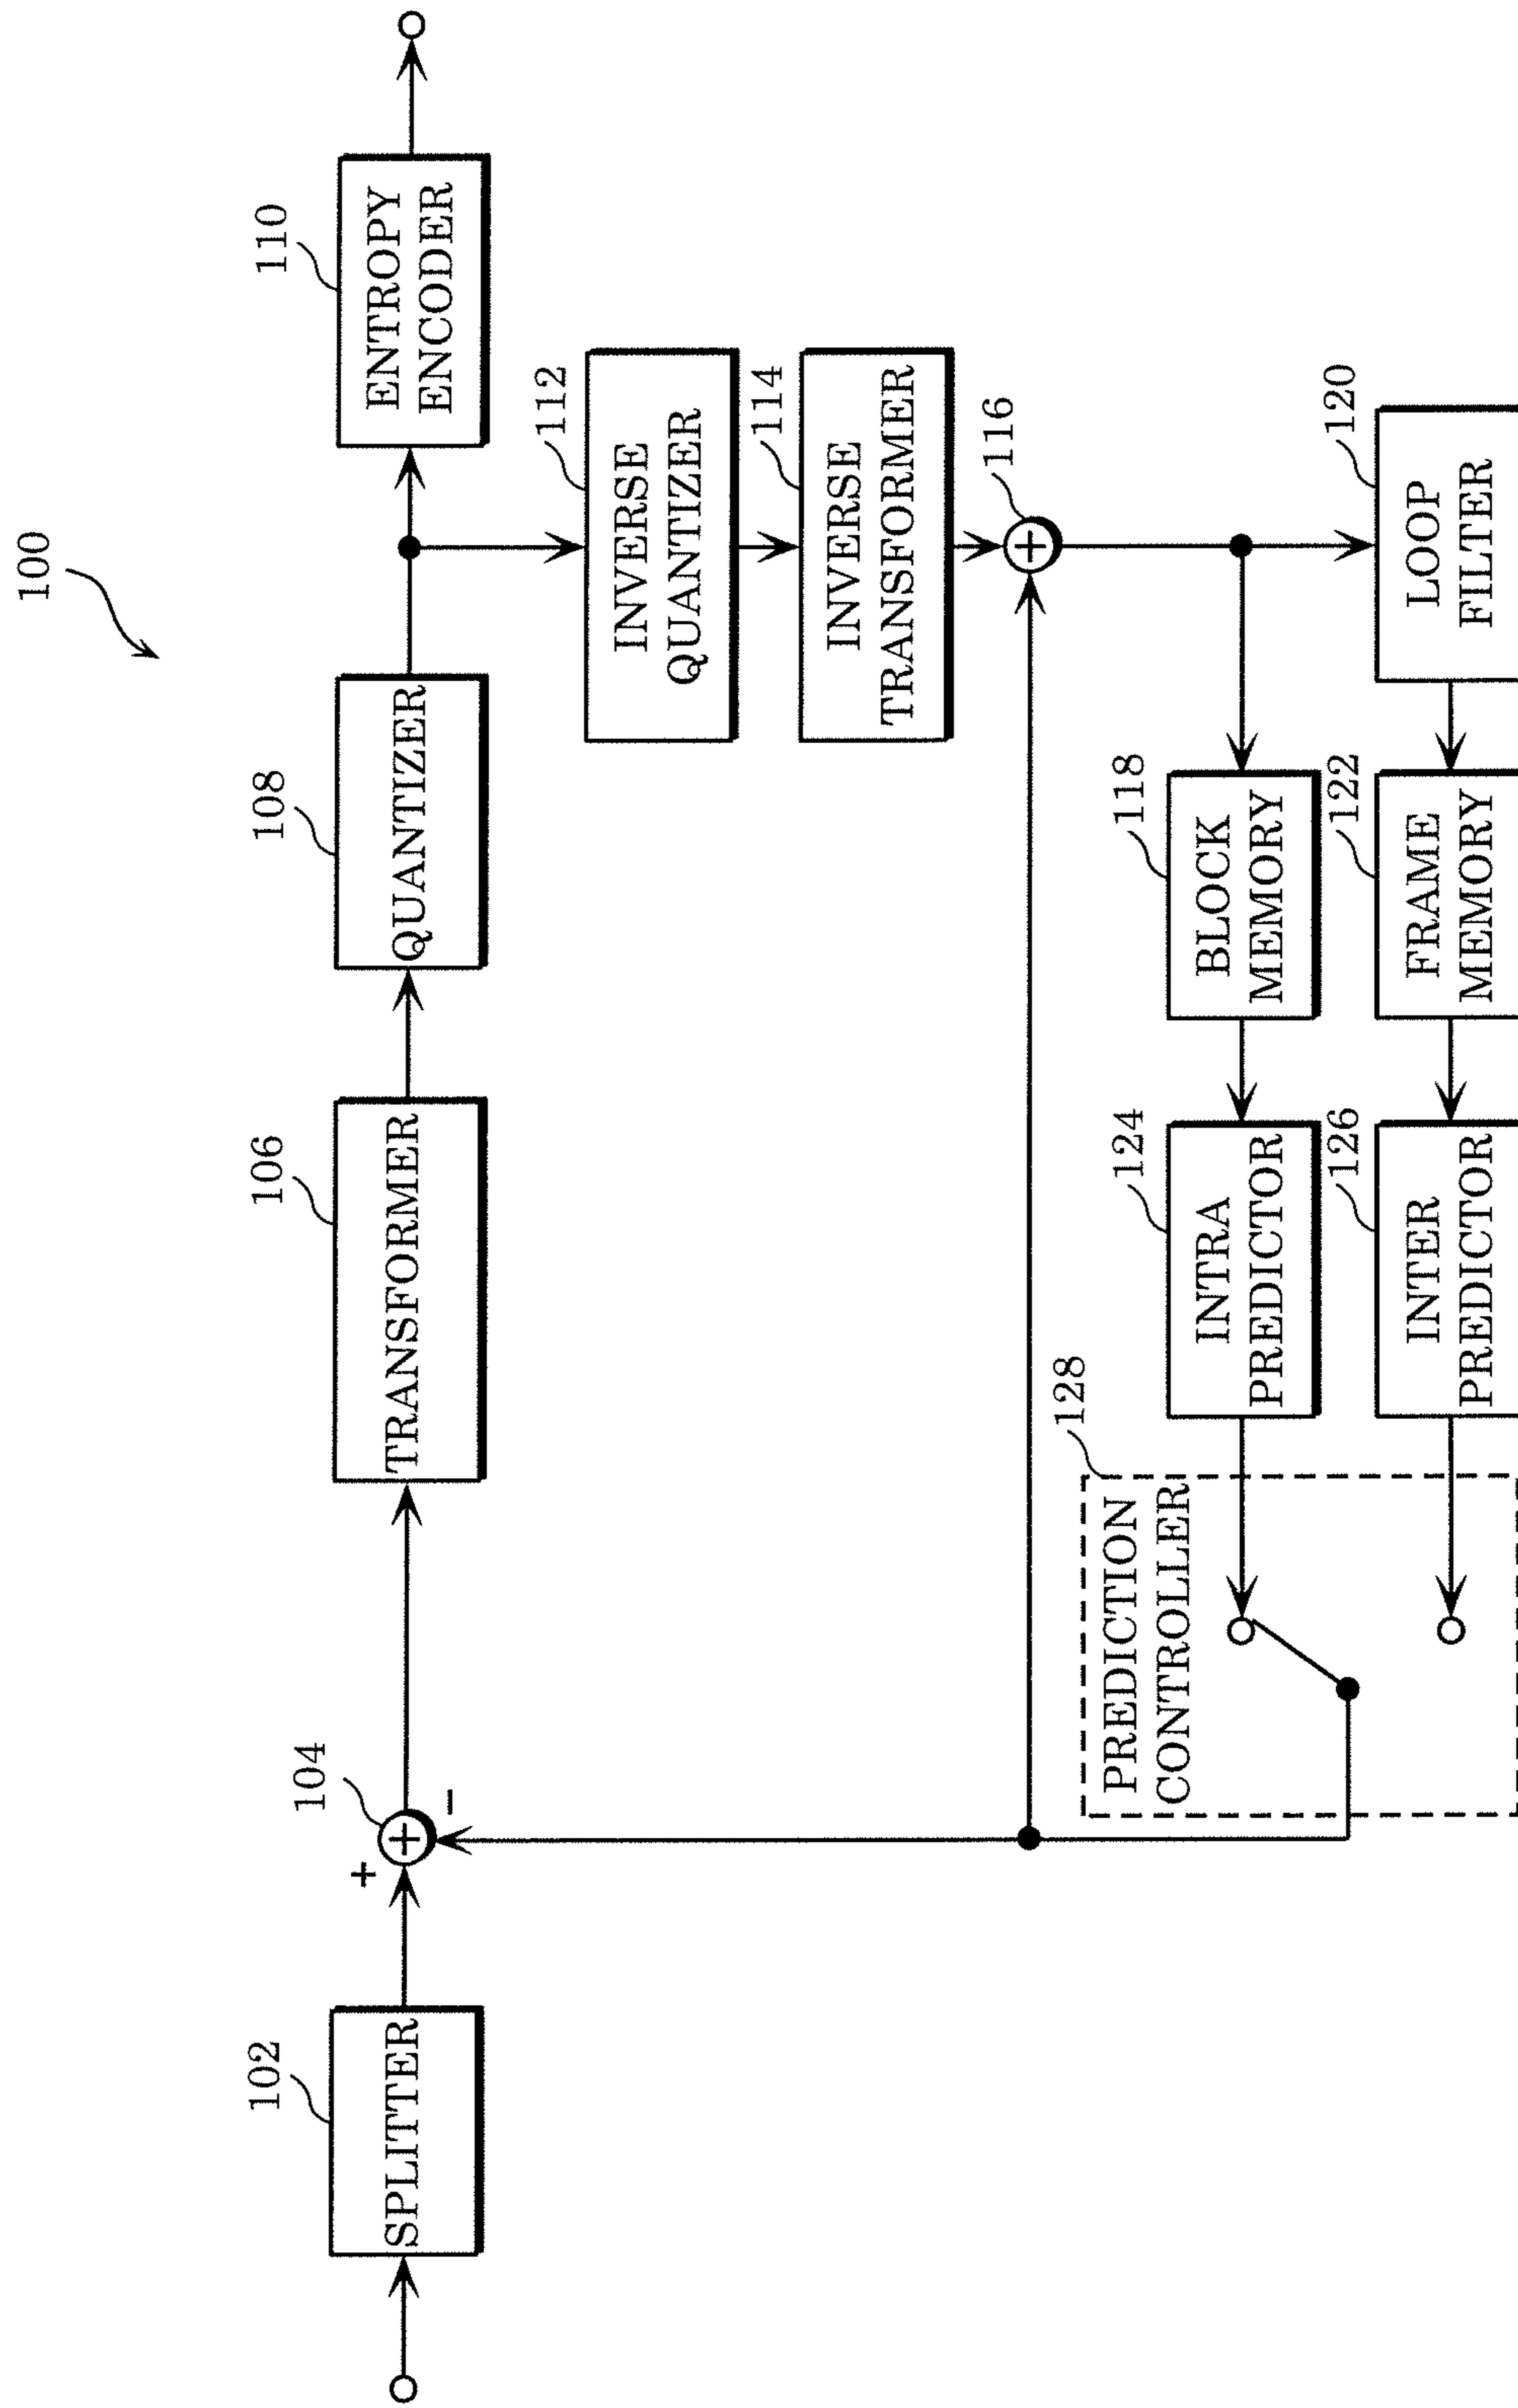 100
102
SPLITTER
104
+
−
106
TRANSFORMER
108
QUANTIZER
110
ENTROPY
ENCODER
112
INVERSE
QUANTIZER
114
INVERSE
TRANSFORMER
116
128
PREDICTION
CONTROLLER
124
INTRA
PREDICTOR
118
BLOCK
MEMORY
126
INTER
PREDICTOR
122
FRAME
MEMORY
120
LOOP
FILTER